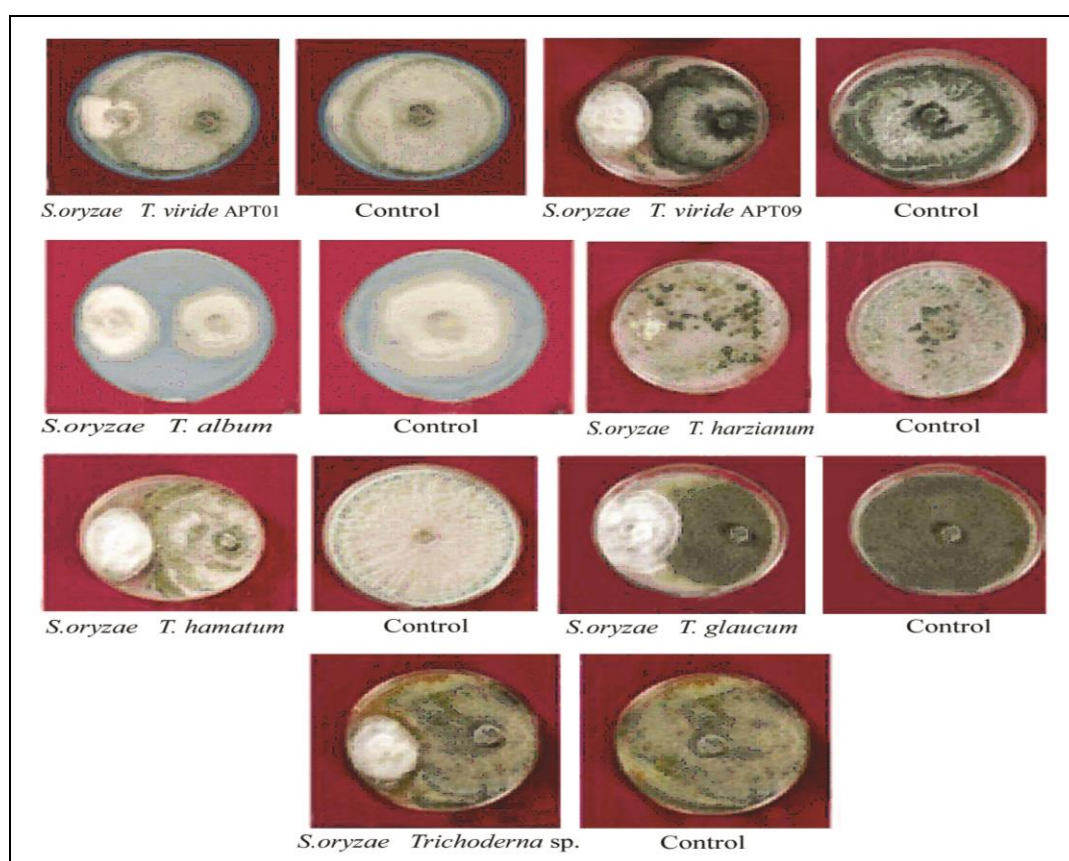 S.oryzae T. viride APT01 Control S.oryzae T. viride APT09 Control
S.oryzae T. album Control S.oryzae T. harzianum Control
S.oryzae T. hamatum Control S.oryzae T. glaucum Control
S.oryzae Trichoderna sp. Control